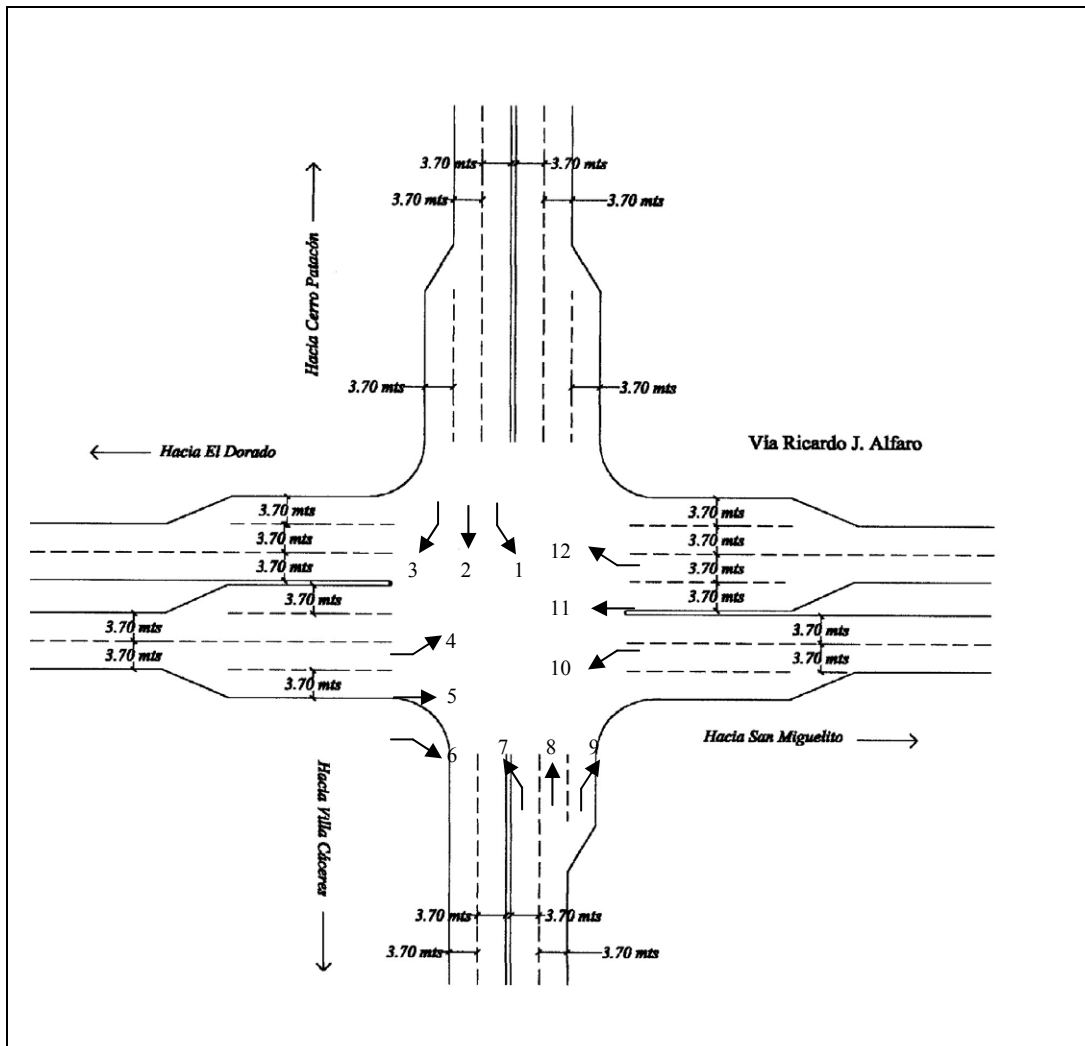 3.70 mts 3.70 mts
3.70 mts 3.70 mts
Hacia Cerro Patacón
3.70 mts 3.70 mts
Hacia El Dorado
Vía Ricardo J. Alfaro
3.70 mts
3.70 mts
3.70 mts
3.70 mts
3.70 mts
3.70 mts
3.70 mts
3 2 1 12
11
3.70 mts
3.70 mts
3.70 mts
3.70 mts
4
10
3.70 mts
5
Hacia San Miguelito
6 7 8 9
Hacia Villa Cáceres
3.70 mts 3.70 mts
3.70 mts 3.70 mts